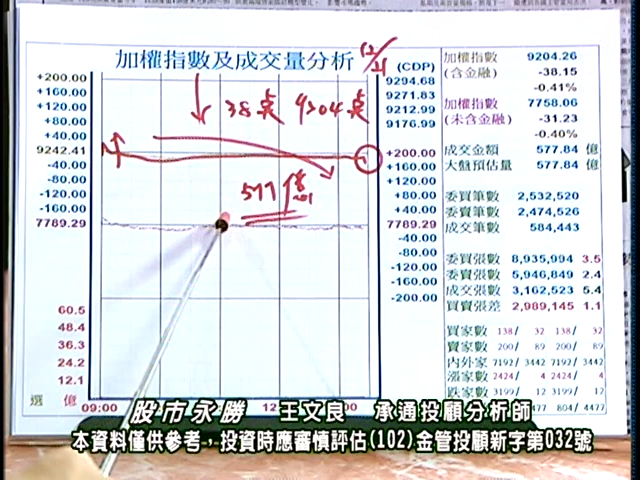 加權指數及成交量分析
12/21
(CDP)
9294.68
9271.83
9212.99
9176.99
加權指數 9204.26
(含金融) -38.15
-0.41%
加權指數 7758.06
(未含金融) -31.23
-0.40%
成交金額 577.84 億
大盤預估量 577.84 億
委買筆數 2,532,520
委賣筆數 2,474,526
成交筆數 584,443
委買張數 8,935,994 3.5
委賣張數 5,946,849 2.4
成交張數 3,162,523 5.4
買賣張差 2,989,145 1.1
買家數 138/ 32 138/ 32
賣家數 200/ 89 200/ 89
內外家 7192/ 3442 7192/ 3442
漲家數 2424/ 4 2424/ 4
跌家數 3199/ 12 3199/ 12
477 804/ 4477
+200.00
+160.00
+120.00
+80.00
+40.00
9242.41
-40.00
-80.00
-120.00
-160.00
7789.29
60.5
48.4
36.3
24.2
12.1
億
09:00
+200.00
+160.00
+120.00
+80.00
+40.00
7789.29
-40.00
-80.00
-120.00
-160.00
-200.00
38点 9304点
577億
股市永勝 王文良 承通投顧分析師
本資料僅供參考，投資時應審慎評估(102)金管投顧新字第032號